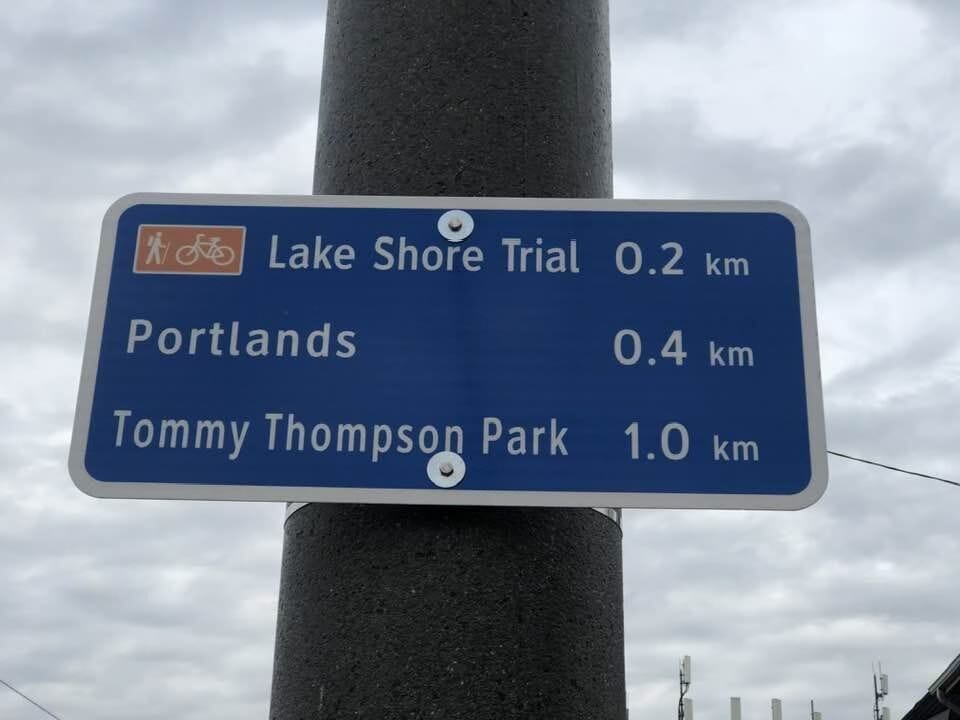 Lake Shore Trial 0.2 km
Portlands 0.4 km
Tommy Thompson Park 1.0 km